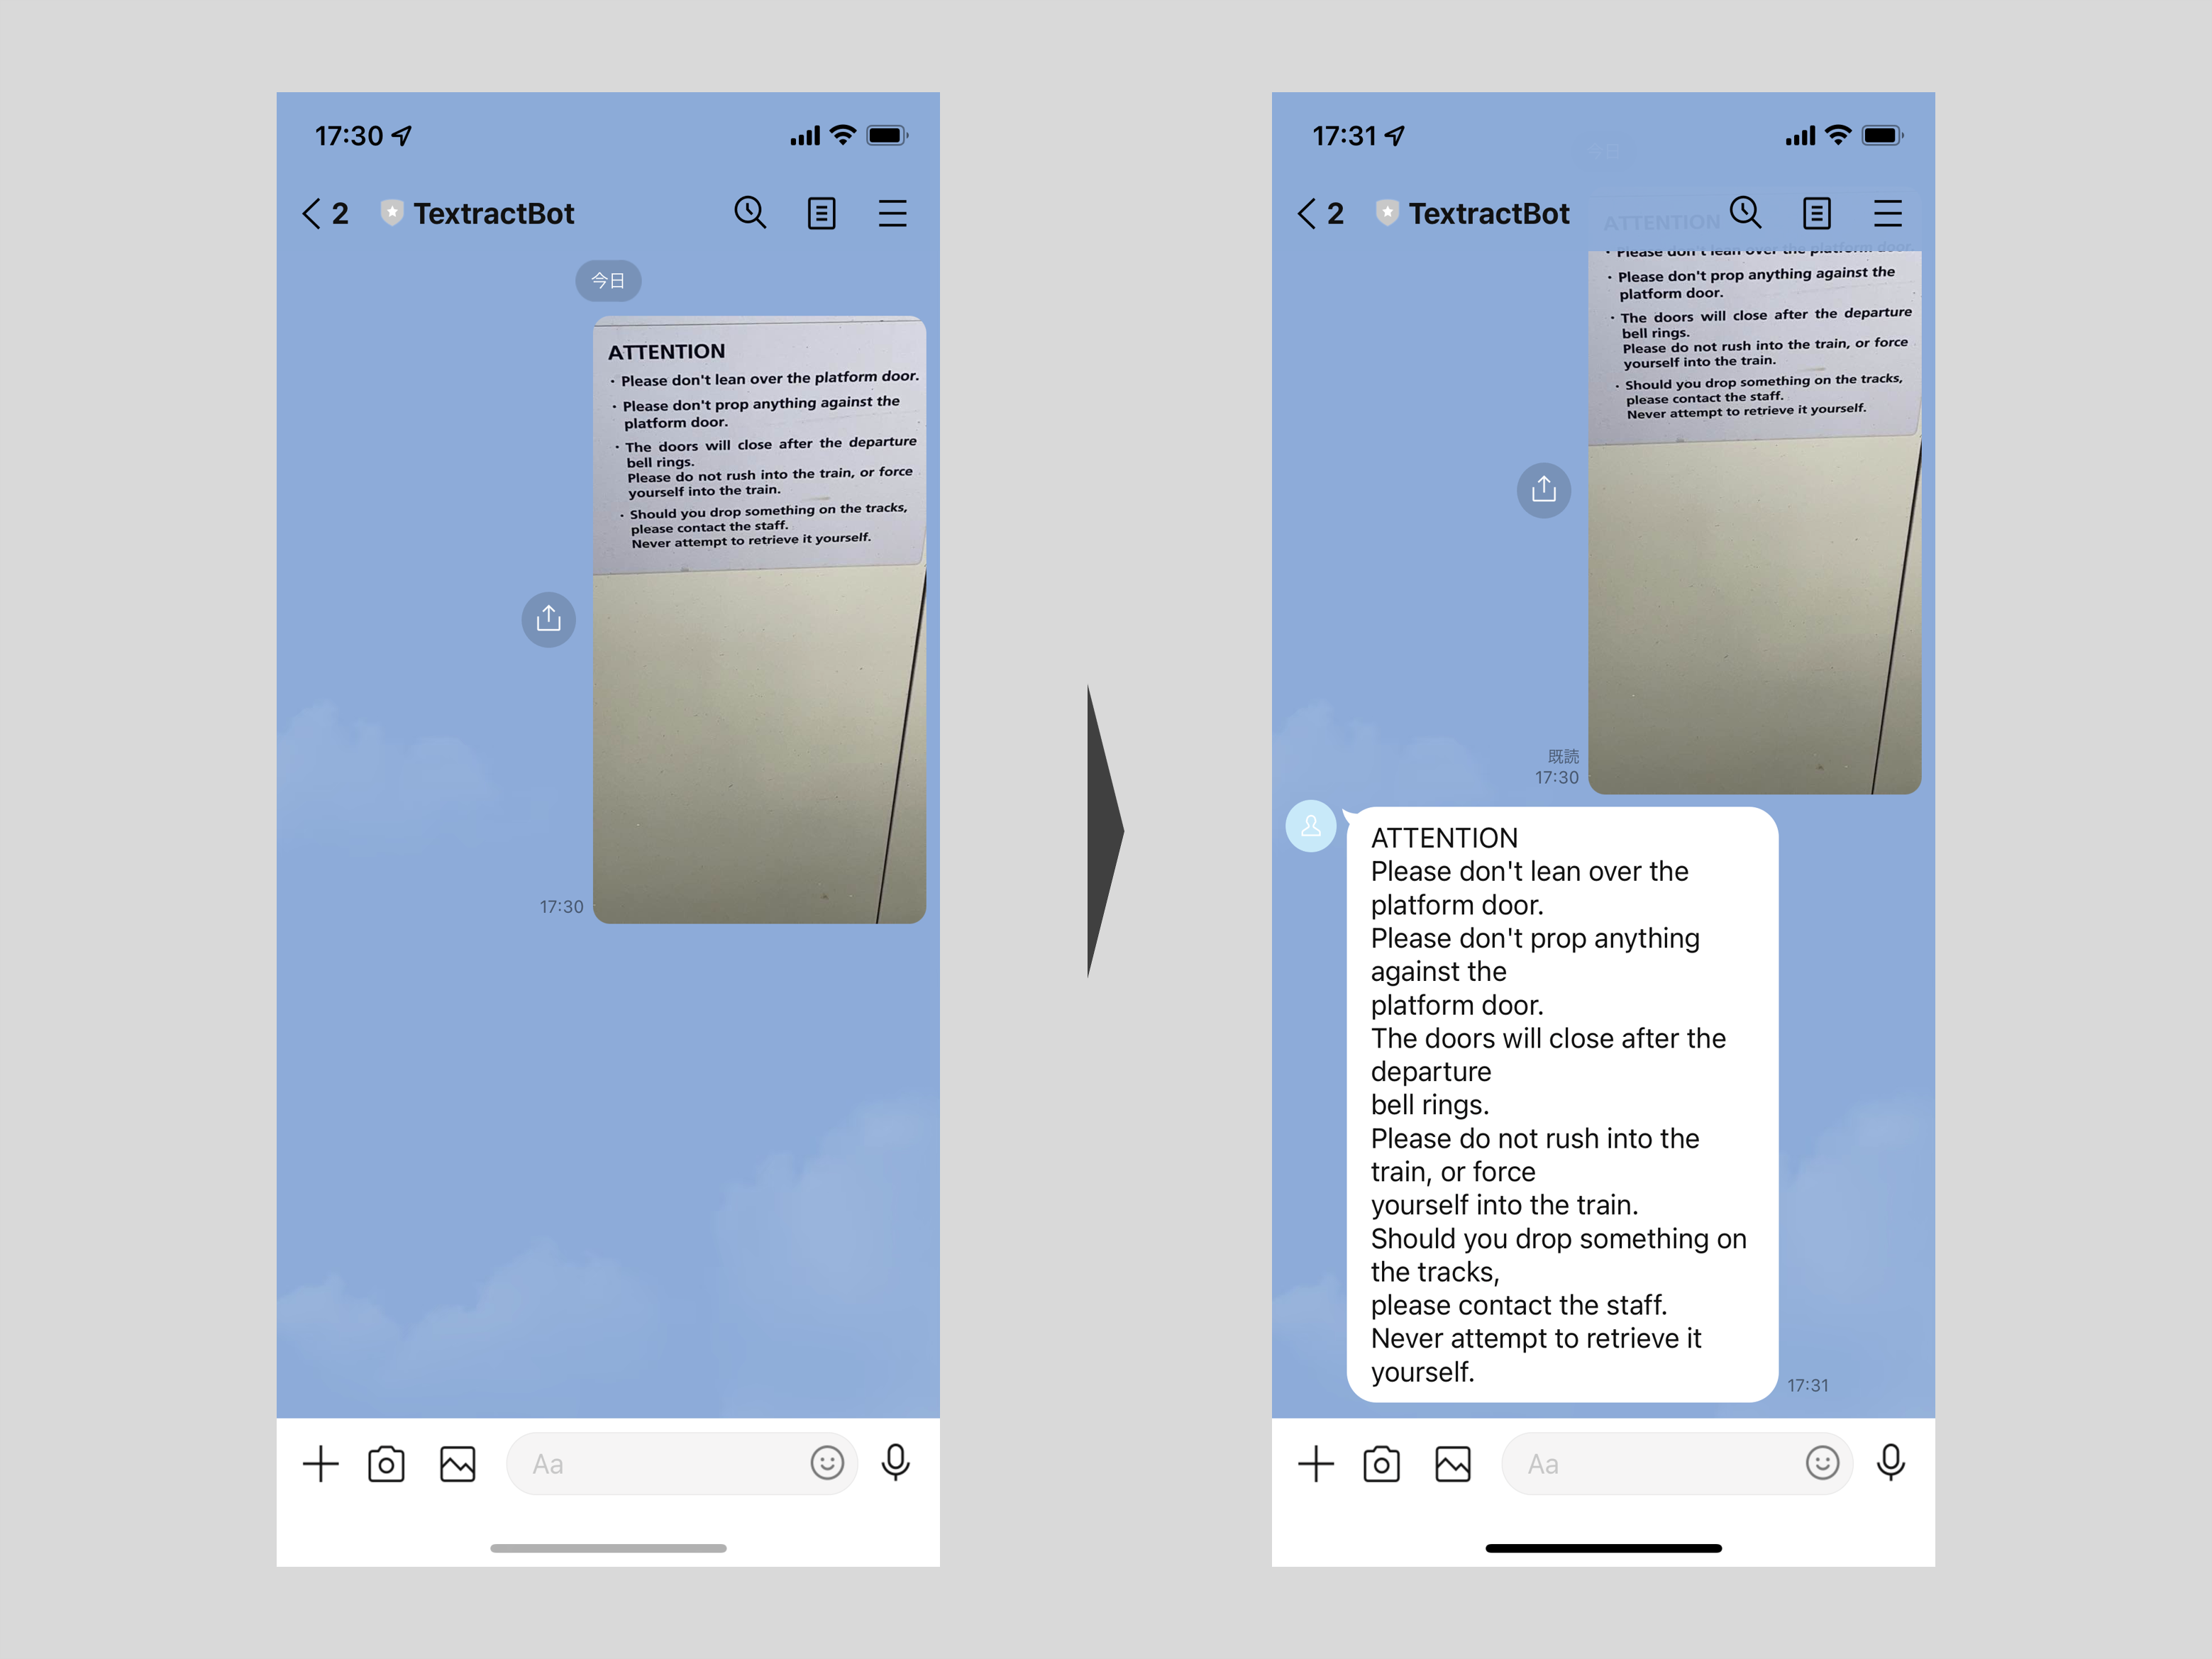 17:30
2 TextractBot
今日
ATTENTION
· Please don't lean over the platform door.
· Please don't prop anything against the
platform door.
· The doors will close after the departure
bell rings.
Please do not rush into the train, or force
yourself into the train.
· Should you drop something on the tracks,
please contact the staff.
Never attempt to retrieve it yourself.
17:30
Aa
17:31
今日
2 TextractBot
ATTENTION
· Please don't lean over the platform door.
· Please don't prop anything against the
platform door.
· The doors will close after the departure
bell rings.
Please do not rush into the train, or force
yourself into the train.
· Should you drop something on the tracks,
please contact the staff.
Never attempt to retrieve it yourself.
既読
17:30
ATTENTION
Please don't lean over the
platform door.
Please don't prop anything
against the
platform door.
The doors will close after the
departure
bell rings.
Please do not rush into the
train, or force
yourself into the train.
Should you drop something on
the tracks,
please contact the staff.
Never attempt to retrieve it
yourself.
17:31
Aa